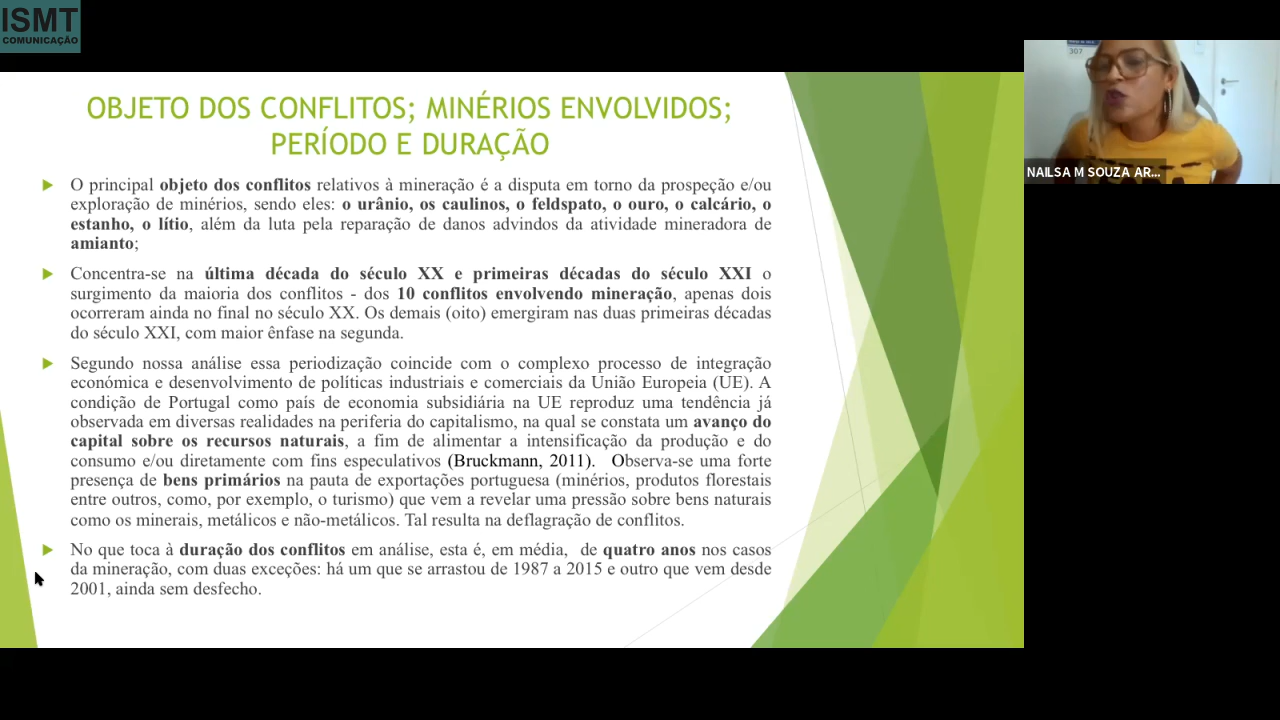 ISMT
COMUNICAÇÃO
OBJETO DOS CONFLITOS; MINÉRIOS ENVOLVIDOS;
PERÍODO E DURAÇÃO
O principal objeto dos conflitos relativos à mineração é a disputa em torno da prospeção e/ou
exploração de minérios, sendo eles: o urânio, os caulinos, o feldspato, o ouro, o calcário, o
estanho, o lítio, além da luta pela reparação de danos advindos da atividade mineradora de
amianto;
Concentra-se na última década do século XX e primeiras décadas do século XXI o
surgimento da maioria dos conflitos - dos 10 conflitos envolvendo mineração, apenas dois
ocorreram ainda no final no século XX. Os demais (oito) emergiram nas duas primeiras décadas
do século XXI, com maior ênfase na segunda.
Segundo nossa análise essa periodização coincide com o complexo processo de integração
económica e desenvolvimento de políticas industriais e comerciais da União Europeia (UE). A
condição de Portugal como país de economia subsidiária na UE reproduz uma tendência já
observada em diversas realidades na periferia do capitalismo, na qual se constata um avanço do
capital sobre os recursos naturais, a fim de alimentar a intensificação da produção e do
consumo e/ou diretamente com fins especulativos (Bruckmann, 2011). Observa-se uma forte
presença de bens primários na pauta de exportações portuguesa (minérios, produtos florestais
entre outros, como, por exemplo, o turismo) que vem a revelar uma pressão sobre bens naturais
como os minerais, metálicos e não-metálicos. Tal resulta na deflagração de conflitos.
No que toca à duração dos conflitos em análise, esta é, em média, de quatro anos nos casos
da mineração, com duas exceções: há um que se arrastou de 1987 a 2015 e outro que vem desde
2001, ainda sem desfecho.
307
NAILSA M SOUZA AR...